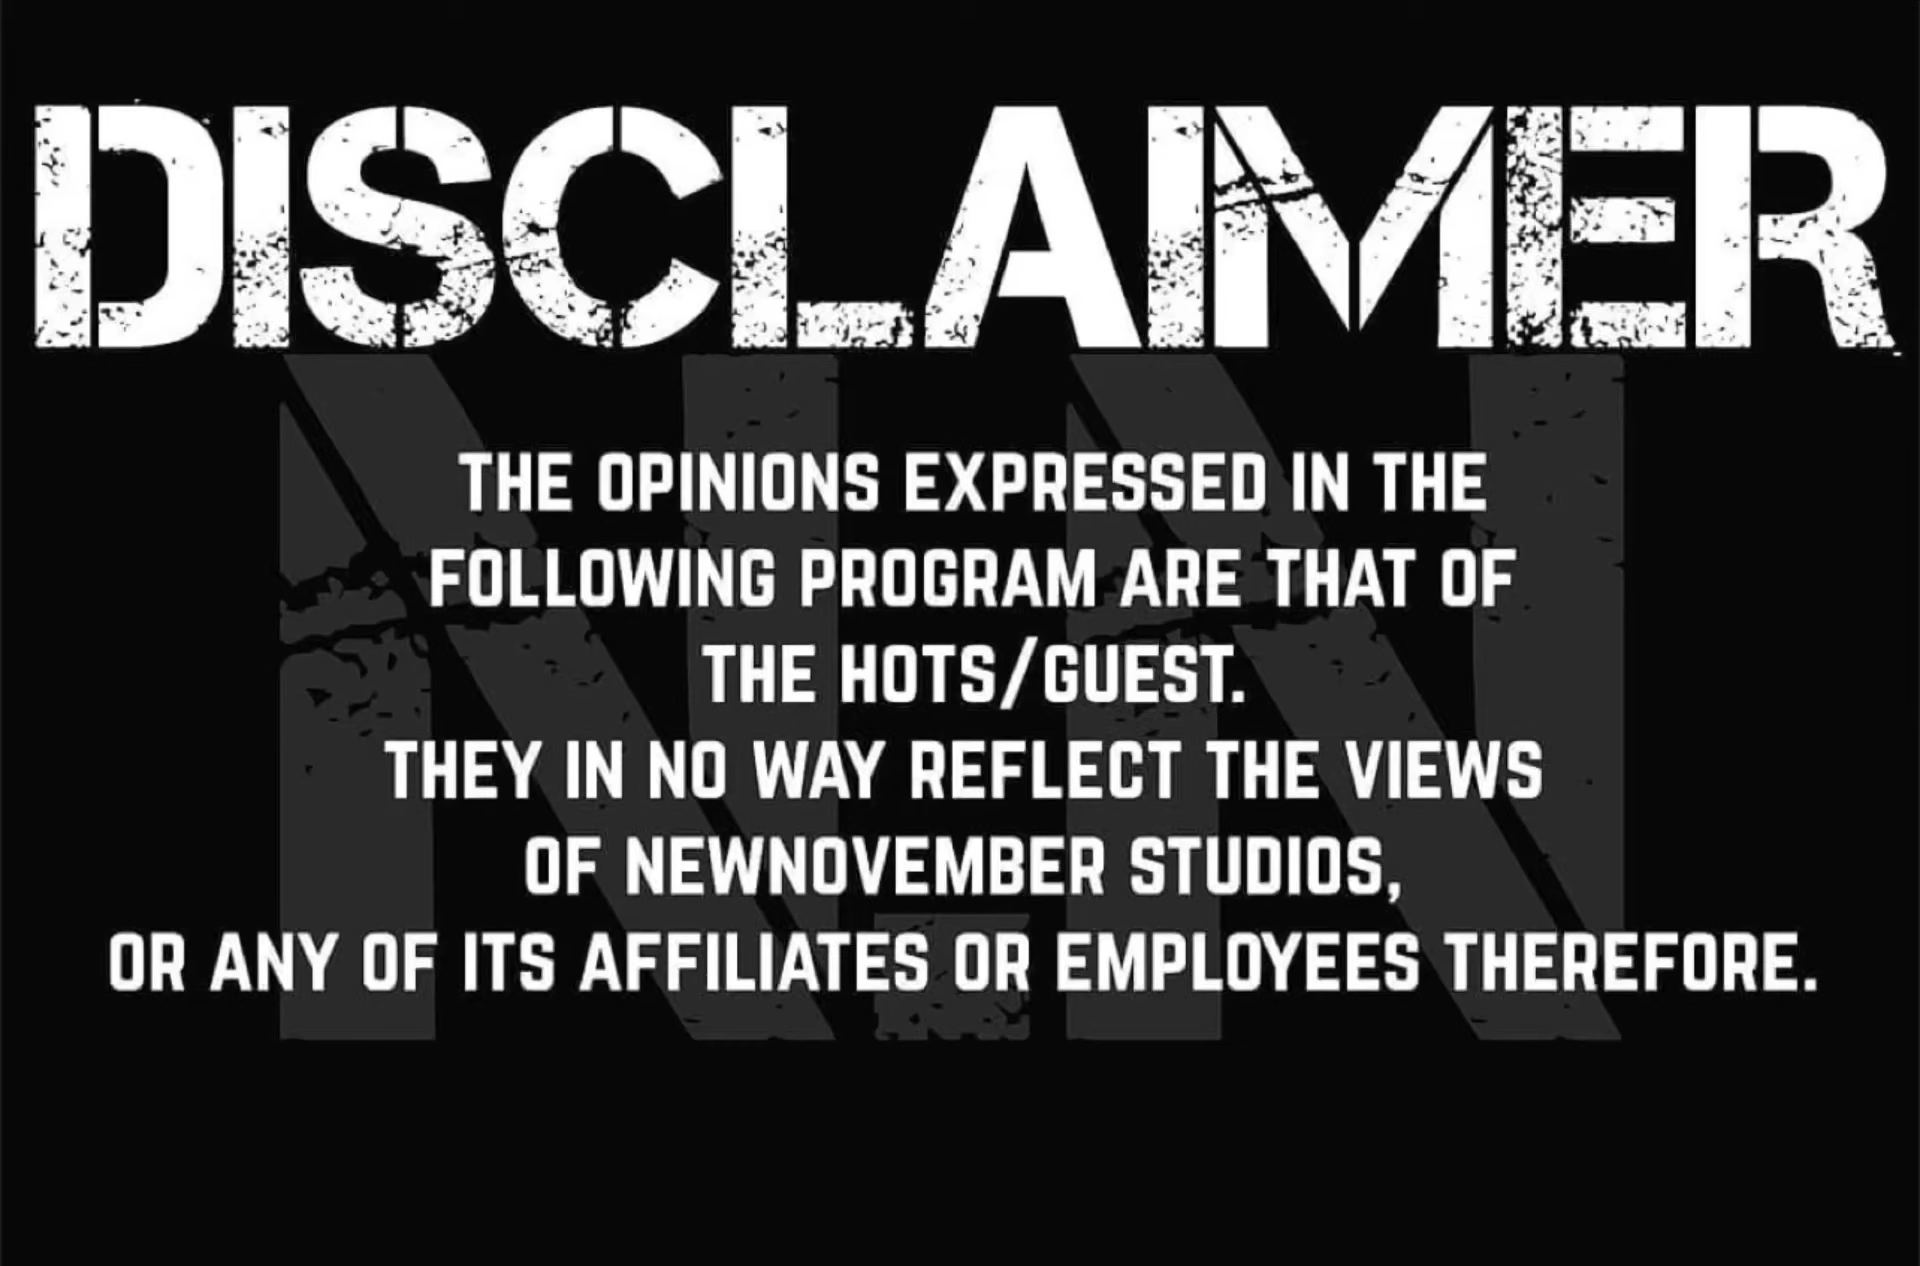 DISCLAIMER
N.N
THE OPINIONS EXPRESSED IN THE
FOLLOWING PROGRAM ARE THAT OF
THE HOTS/GUEST.
THEY IN NO WAY REFLECT THE VIEWS
OF NEWNOVEMBER STUDIOS,
OR ANY OF ITS AFFILIATES OR EMPLOYEES THEREFORE.